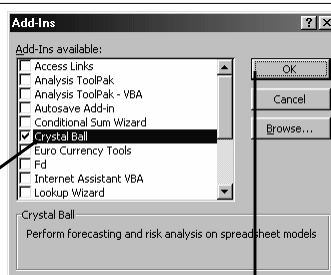 Add-Ins
Add-Ins available:
Access Links
OK
Analysis ToolPak
Analysis ToolPak - VBA
Cancel
Autosave Add-in
Conditional Sum Wizard
Browse...
Crystal Ball
Euro Currency Tools
Fd
Internet Assistant VBA
Lookup Wizard
Crystal Ball
Perform forecasting and risk analysis on spreadsheet models